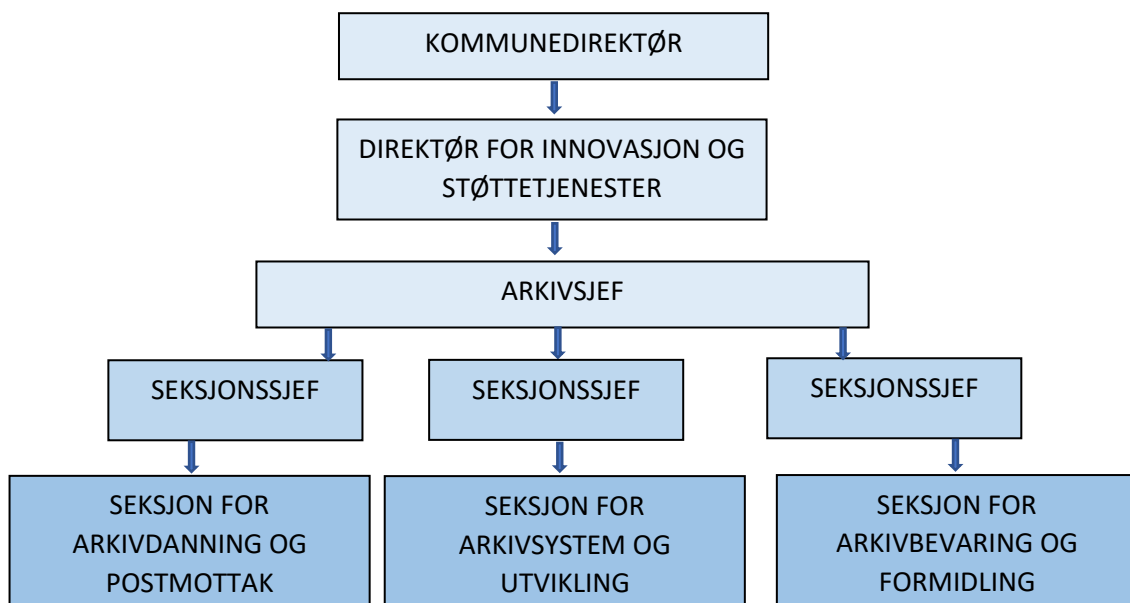 KOMMUNEDIREKTØR
DIREKTØR FOR INNOVASJON OG
STØTTETJENESTER
ARKIVSJEF
SEKSJONSSJEF
SEKSJONSSJEF
SEKSJONSSJEF
SEKSJON FOR
ARKIVDANNING OG
POSTMOTTAK
SEKSJON FOR
ARKIVSYSTEM OG
UTVIKLING
SEKSJON FOR
ARKIVBEVARING OG
FORMIDLING